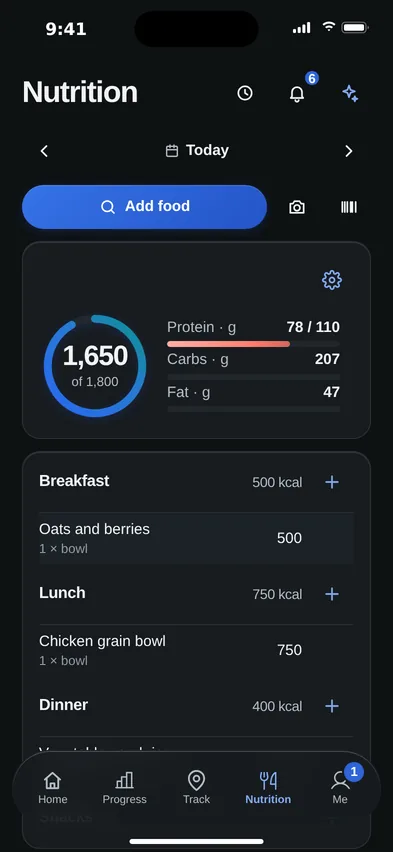 9:41
Nutrition
6
Today
Add food
Protein · g 78 / 110
Carbs · g 207
Fat · g 47
1,650
of 1,800
Breakfast 500 kcal
Oats and berries 500
1 × bowl
Lunch 750 kcal
Chicken grain bowl 750
1 × bowl
Dinner 400 kcal
1
Home Progress Track Nutrition Me
Snacks